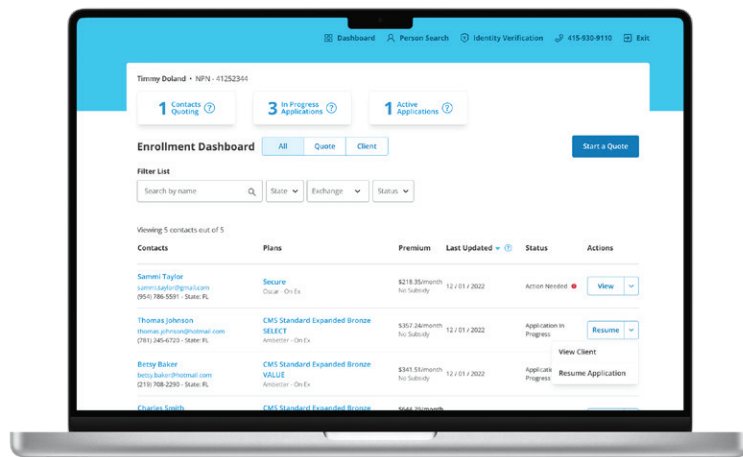 Dashboard Person Search Identity Verification 415-930-9110 Exit
Timmy Doland • NPN - 41252344
1 Contacts Quoting ?
3 In Progress Applications ?
1 Active Applications ?
Enrollment Dashboard All Quote Client Start a Quote
Filter List
Search by name State Exchange Status
Viewing 5 contacts out of 5
Contacts Plans Premium Last Updated ? Status Actions
Sammi Taylor
sammi.taylor@gmail.com
(954) 786-5591 - State: FL
Secure
Oscar - On Ex
$218.35/month
No Subsidy
12 / 01 / 2022
Action Needed
View
Thomas Johnson
thomas.johnson@hotmail.com
(781) 245-6720 - State: FL
CMS Standard Expanded Bronze
SELECT
Ambetter - On Ex
$357.24/month
No Subsidy
12 / 01 / 2022
Application In
Progress
Resume
View Client
Resume Application
Betsy Baker
betsy.baker@hotmail.com
(219) 708-2290 - State: FL
CMS Standard Expanded Bronze
VALUE
Ambetter - On Ex
$341.51/month
No Subsidy
12 / 01 / 2022
Progress
Charles Smith
CMS Standard Expanded Bronze